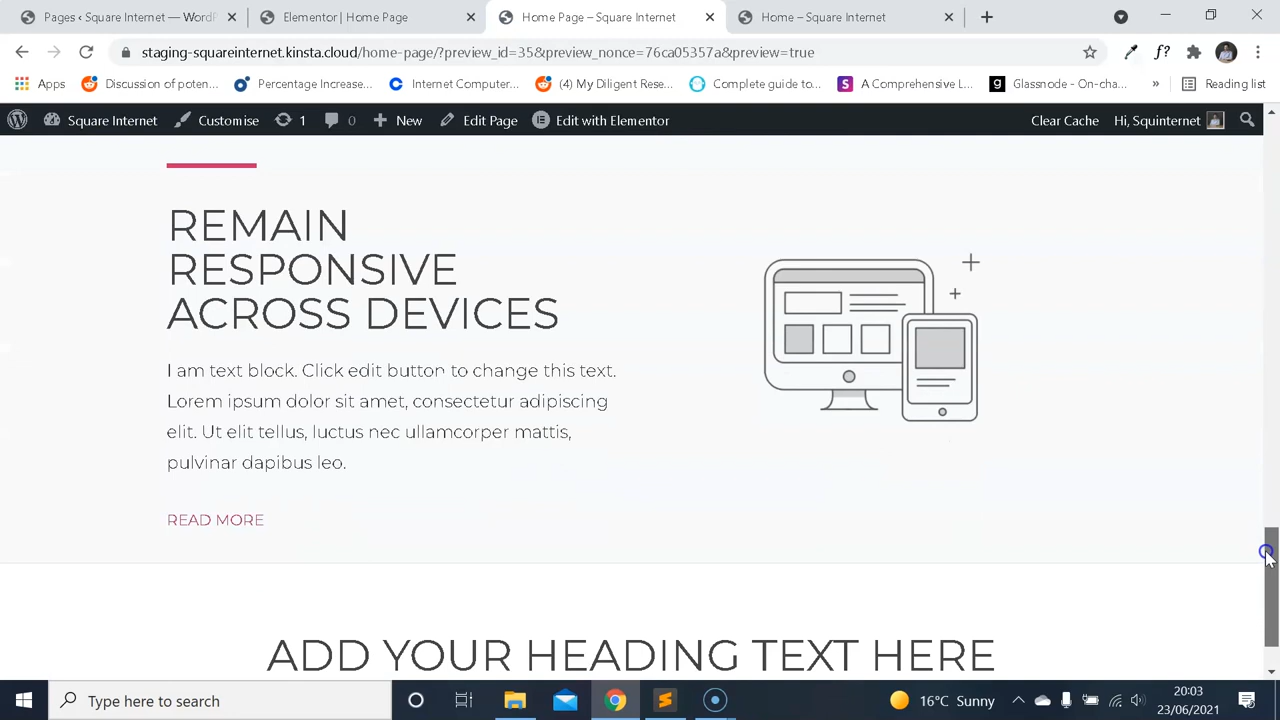 Pages ‹ Square Internet — WordP
Elementor | Home Page
Home Page – Square Internet
Home – Square Internet
staging-squareinternet.kinsta.cloud/home-page/?preview_id=35&preview_nonce=76ca05357a&preview=true
f?
Apps
Discussion of poten...
Percentage Increase...
Internet Computer...
(4) My Diligent Rese...
Complete guide to...
A Comprehensive L...
Glassnode - On-cha...
»
Reading list
Square Internet
Customise
1
0
New
Edit Page
Edit with Elementor
Clear Cache
Hi, Squinternet
REMAIN
RESPONSIVE
ACROSS DEVICES
I am text block. Click edit button to change this text.
Lorem ipsum dolor sit amet, consectetur adipiscing
elit. Ut elit tellus, luctus nec ullamcorper mattis,
pulvinar dapibus leo.
READ MORE
ADD YOUR HEADING TEXT HERE
Type here to search
16°C Sunny
20:03
23/06/2021